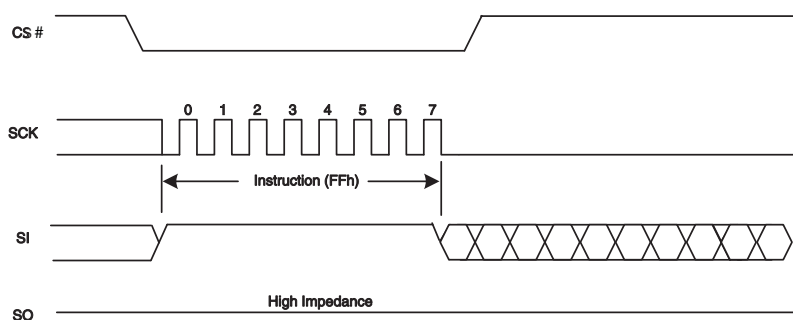 CS #
SCK
0 1 2 3 4 5 6 7
Instruction (FFh)
SI
High Impedance
SO